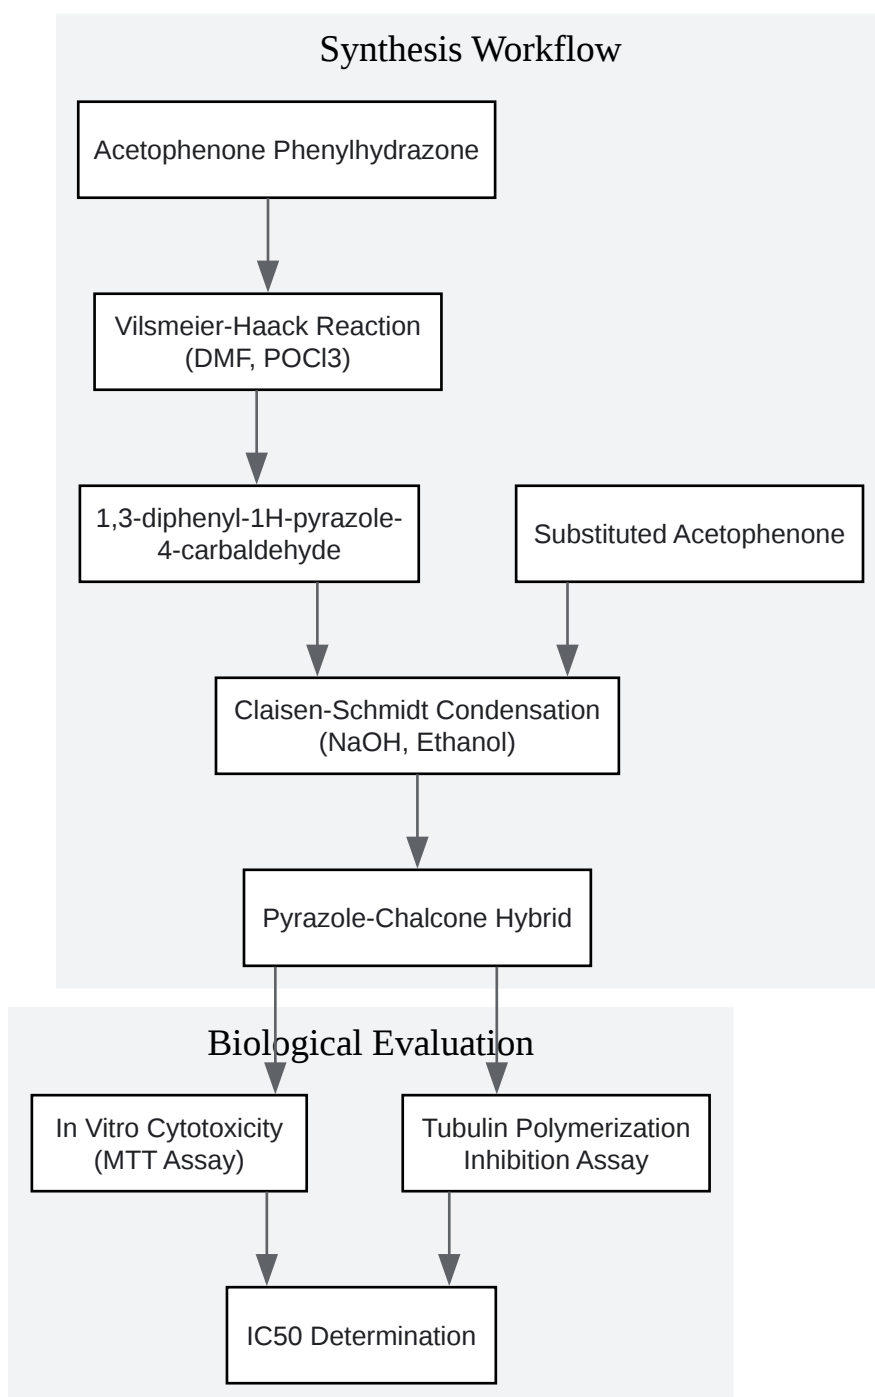 Synthesis Workflow
Acetophenone Phenylhydrazone
Vilsmeier-Haack Reaction
(DMF, POCl3)
1,3-diphenyl-1H-pyrazole-
4-carbaldehyde
Substituted Acetophenone
Claisen-Schmidt Condensation
(NaOH, Ethanol)
Pyrazole-Chalcone Hybrid
Biological Evaluation
In Vitro Cytotoxicity
(MTT Assay)
Tubulin Polymerization
Inhibition Assay
IC50 Determination